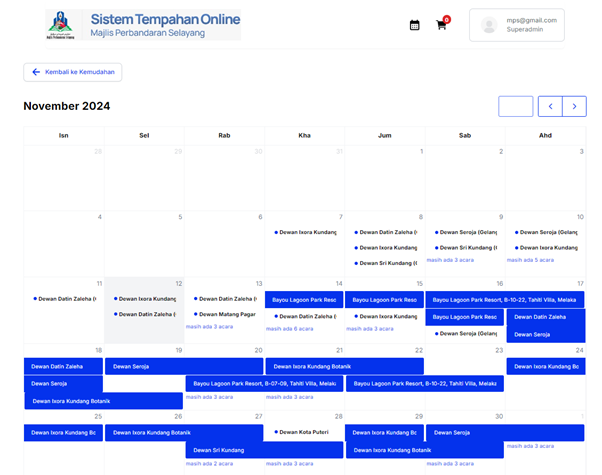 Sistem Tempahan Online
Majlis Perbandaran Selayang
0
mps@gmail.com
Superadmin
Kembali ke Kemudahan
November 2024
Isn Sel Rab Kha Jum Sab Ahd
28 29 30 31 1 2 3
4 5 6 7 8 9 10
Dewan Ixora Kundang Dewan Datin Zaleha ( Dewan Seroja (Gelang Dewan Seroja (Gelang
Dewan Ixora Kundang Dewan Sri Kundang ( Dewan Ixora Kundang
Dewan Sri Kundang (
masih ada 3 acara masih ada 5 acara
11 12 13 14 15 16 17
Dewan Datin Zaleha ( Dewan Ixora Kundang Dewan Datin Zaleha ( Bayou Lagoon Park Resc Bayou Lagoon Park Reso Bayou Lagoon Park Resort, B-10-22, Tahiti Villa, Melaka
Dewan Datin Zaleha ( Dewan Matang Pagar Dewan Datin Zaleha ( Dewan Ixora Kundang Bayou Lagoon Park Resc Dewan Datin Zaleha
masih ada 3 acara masih ada 6 acara masih ada 3 acara Dewan Seroja (Gelang Dewan Seroja
18 19 20 21 22 23 24
Dewan Datin Zaleha Dewan Seroja Dewan Ixora Kundang Botanik Dewan Ixora Kundang Bo
Dewan Seroja Bayou Lagoon Park Resort, B-07-09, Tahiti Villa, Melaka Bayou Lagoon Park Resort, B-10-22, Tahiti Villa, Melaka
Dewan Ixora Kundang Botanik masih ada 3 acara masih ada 3 acara
25 26 27 28 29 30 1
Dewan Ixora Kundang Bo Dewan Ixora Kundang Botanik Dewan Kota Puteri Dewan Ixora Kundang Bo Dewan Seroja
Dewan Sri Kundang Dewan Ixora Kundang Botanik masih ada 3 acara
masih ada 2 acara masih ada 3 acara masih ada 3 acara